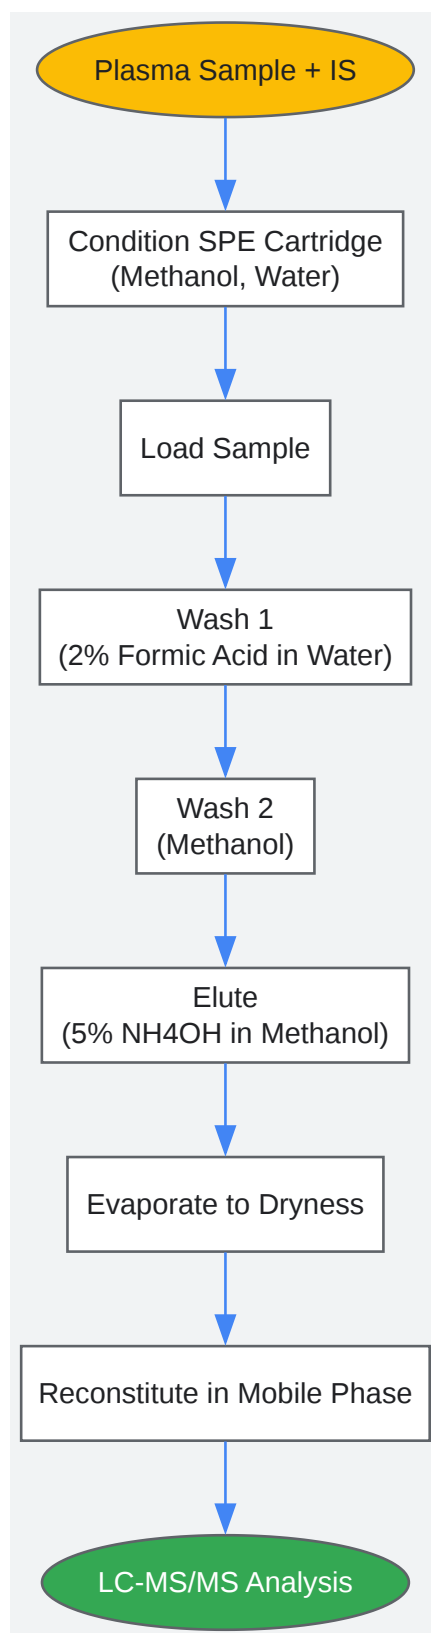 Plasma Sample + IS
Condition SPE Cartridge
(Methanol, Water)
Load Sample
Wash 1
(2% Formic Acid in Water)
Wash 2
(Methanol)
Elute
(5% NH4OH in Methanol)
Evaporate to Dryness
Reconstitute in Mobile Phase
LC-MS/MS Analysis